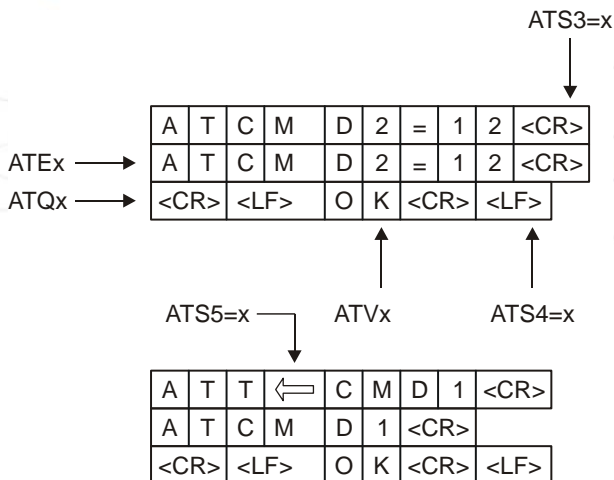 ATS3=x
A T C M D 2 = 1 2 <CR>
ATEx A T C M D 2 = 1 2 <CR>
ATQx <CR> <LF> O K <CR> <LF>
ATS5=x ATVx ATS4=x
A T T C M D 1 <CR>
A T C M D 1 <CR>
<CR> <LF> O K <CR> <LF>